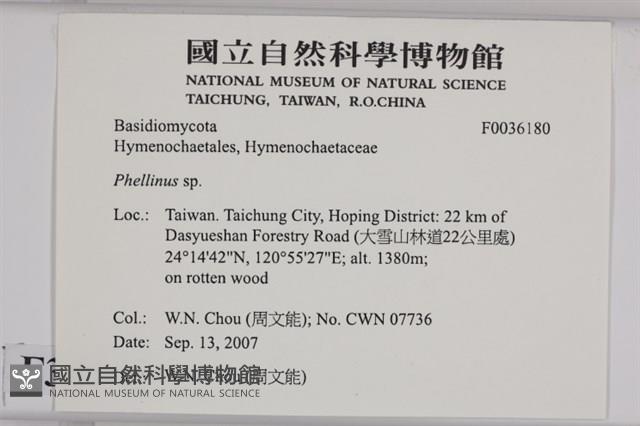 國立自然科學博物館
NATIONAL MUSEUM OF NATURAL SCIENCE
TAICHUNG, TAIWAN, R.O.CHINA
Basidiomycota F0036180
Hymenochaetales, Hymenochaetaceae
Phellinus sp.
Loc.: Taiwan. Taichung City, Hoping District: 22 km of
Dasyueshan Forestry Road (大雪山林道22公里處)
24°14'42"N, 120°55'27"E; alt. 1380m;
on rotten wood
Col.: W.N. Chou (周文能); No. CWN 07736
Date: Sep. 13, 2007
(周文能)
國立自然科學博物館
NATIONAL MUSEUM OF NATURAL SCIENCE